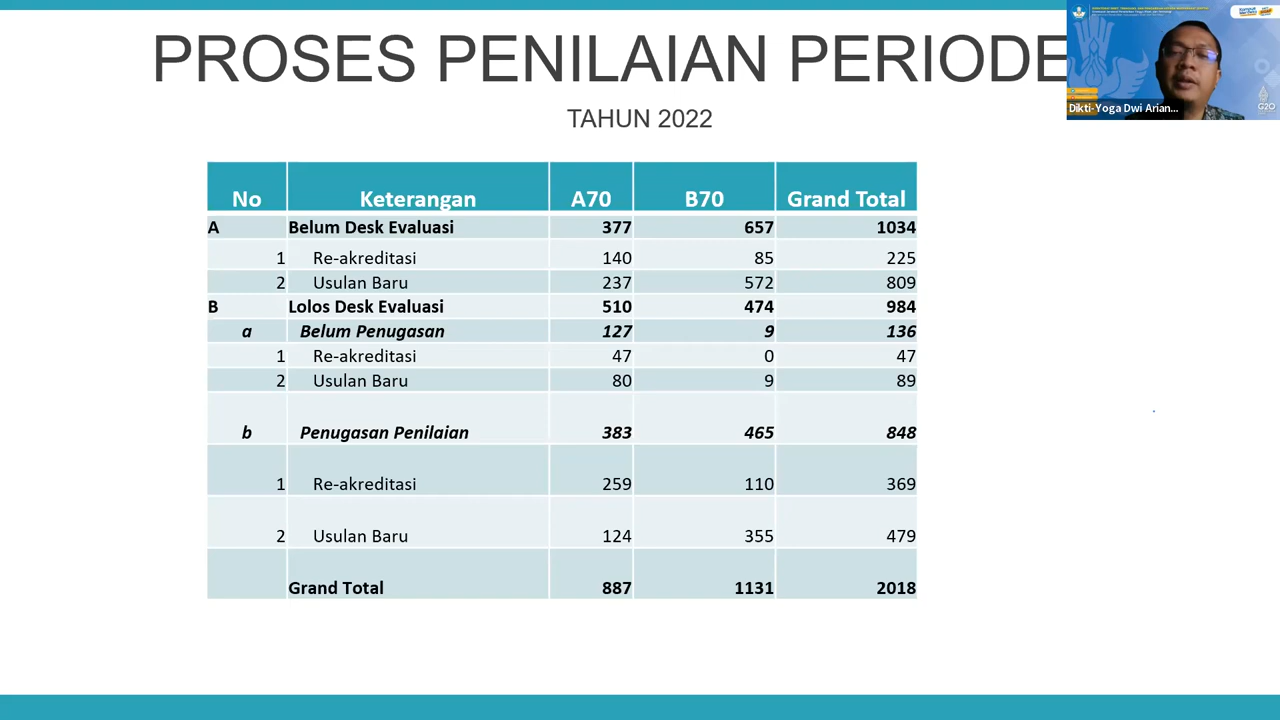 PROSES PENILAIAN PERIODE
TAHUN 2022
No Keterangan A70 B70 Grand Total
A Belum Desk Evaluasi 377 657 1034
1 Re-akreditasi 140 85 225
2 Usulan Baru 237 572 809
B Lolos Desk Evaluasi 510 474 984
a Belum Penugasan 127 9 136
1 Re-akreditasi 47 0 47
2 Usulan Baru 80 9 89
b Penugasan Penilaian 383 465 848
1 Re-akreditasi 259 110 369
2 Usulan Baru 124 355 479
Grand Total 887 1131 2018
Dikti-Yoga Dwi Arian...
G20